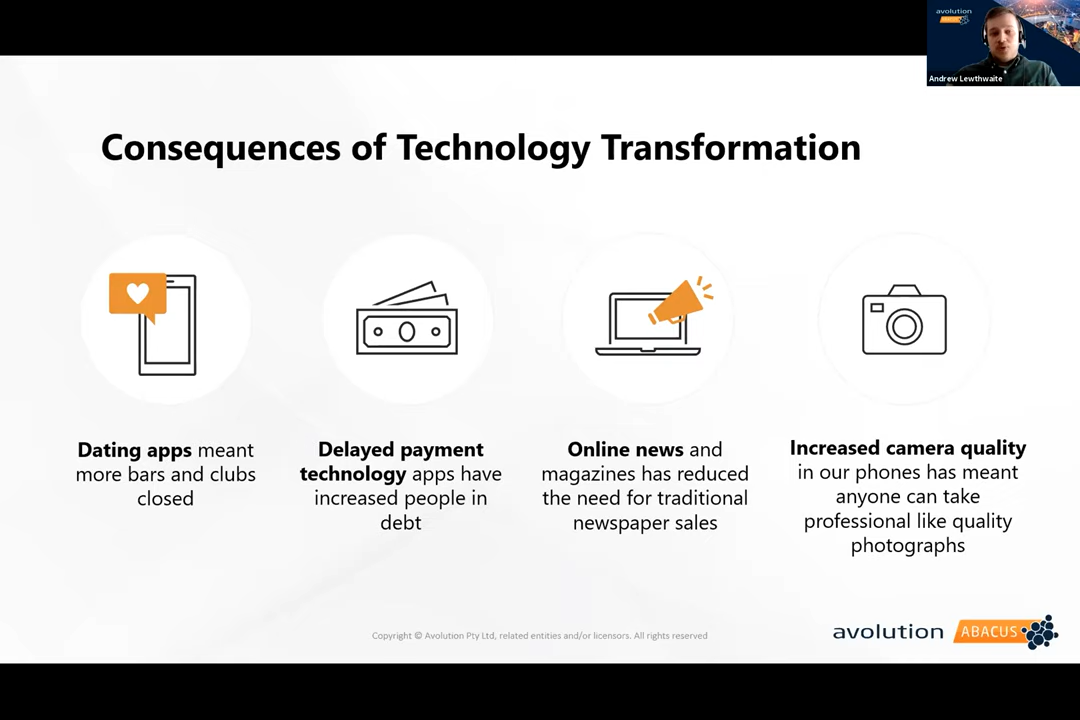 avolution
Andrew Lewthwaite
Consequences of Technology Transformation
Dating apps meant
more bars and clubs
closed
Delayed payment
technology apps have
increased people in
debt
Online news and
magazines has reduced
the need for traditional
newspaper sales
Increased camera quality
in our phones has meant
anyone can take
professional like quality
photographs
Copyright © Avolution Pty Ltd, related entities and/or licensors. All rights reserved
avolution ABACUS